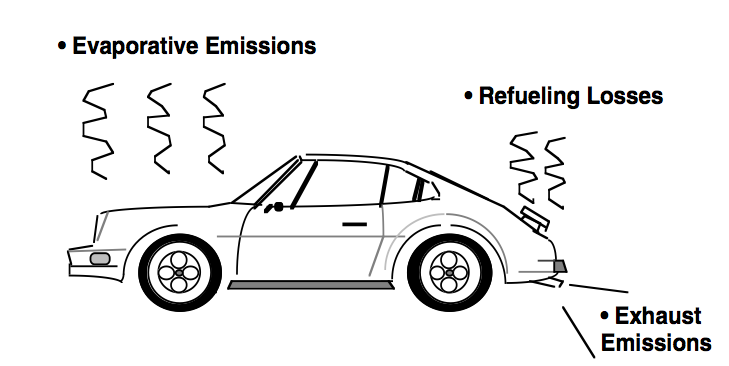 • Evaporative Emissions
• Refueling Losses
• Exhaust
Emissions